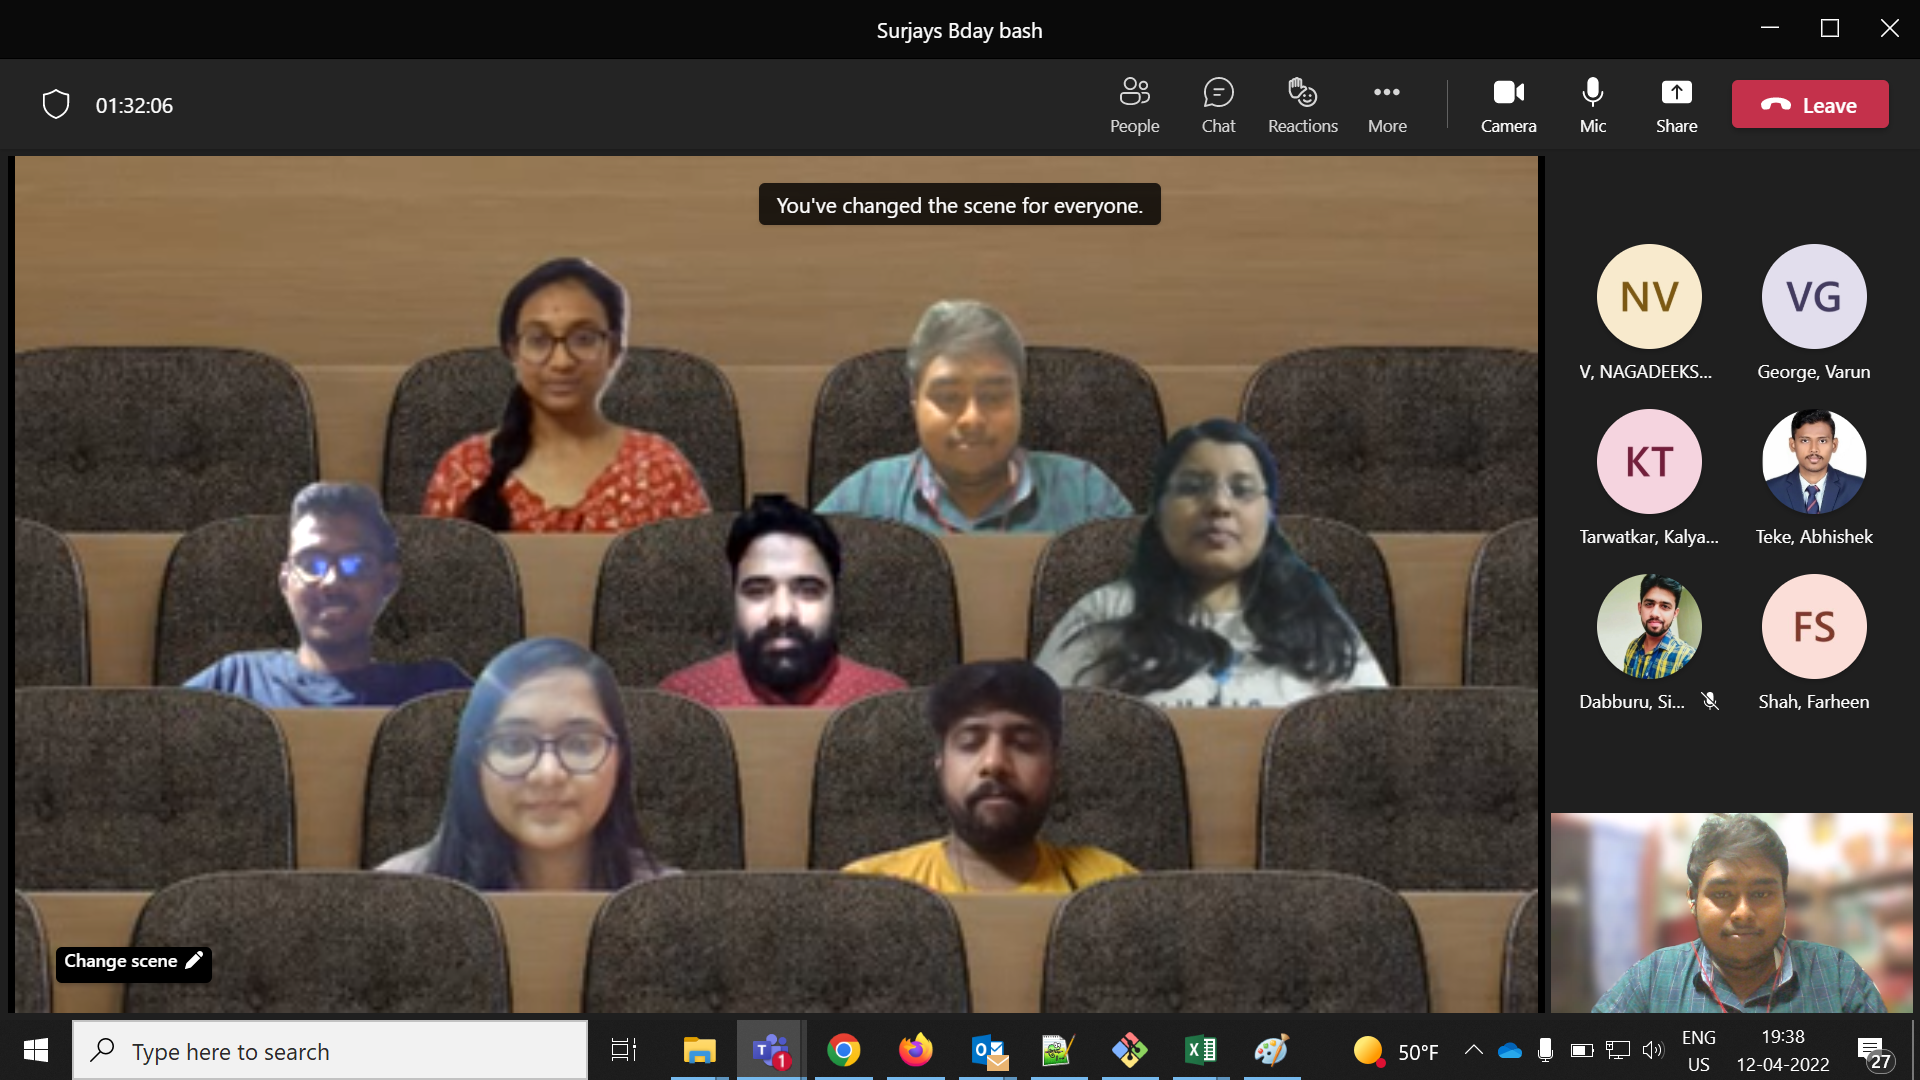 Surjays Bday bash
01:32:06
People
Chat
Reactions
More
Camera
Mic
Share
Leave
You've changed the scene for everyone.
NV
VG
V, NAGADEEKS...
George, Varun
KT
Tarwatkar, Kalya...
Teke, Abhishek
Dabburu, Si...
FS
Shah, Farheen
Change scene
Type here to search
1
50°F
ENG
US
19:38
12-04-2022
27